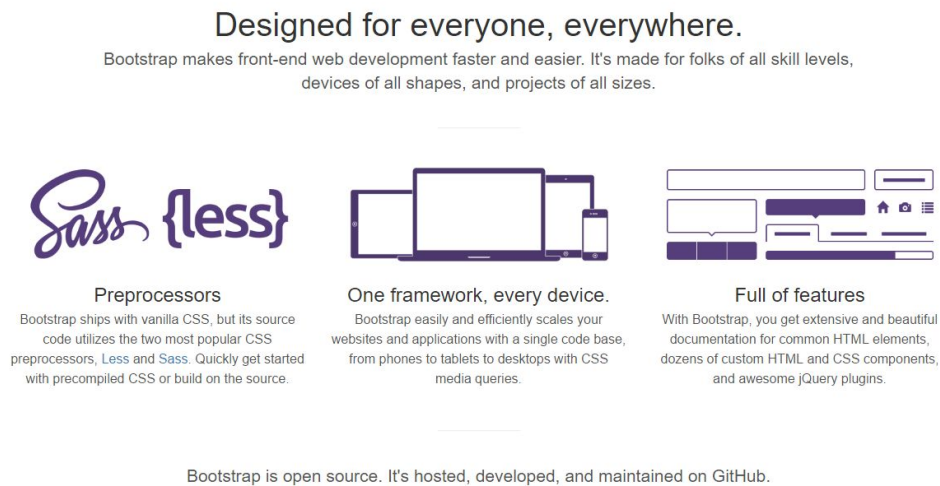 Designed for everyone, everywhere.
Bootstrap makes front-end web development faster and easier. It's made for folks of all skill levels,
devices of all shapes, and projects of all sizes.
Sass {less}
Preprocessors
Bootstrap ships with vanilla CSS, but its source
code utilizes the two most popular CSS
preprocessors, Less and Sass. Quickly get started
with precompiled CSS or build on the source.
One framework, every device.
Bootstrap easily and efficiently scales your
websites and applications with a single code base,
from phones to tablets to desktops with CSS
media queries.
Full of features
With Bootstrap, you get extensive and beautiful
documentation for common HTML elements,
dozens of custom HTML and CSS components,
and awesome jQuery plugins.
Bootstrap is open source. It's hosted, developed, and maintained on GitHub.